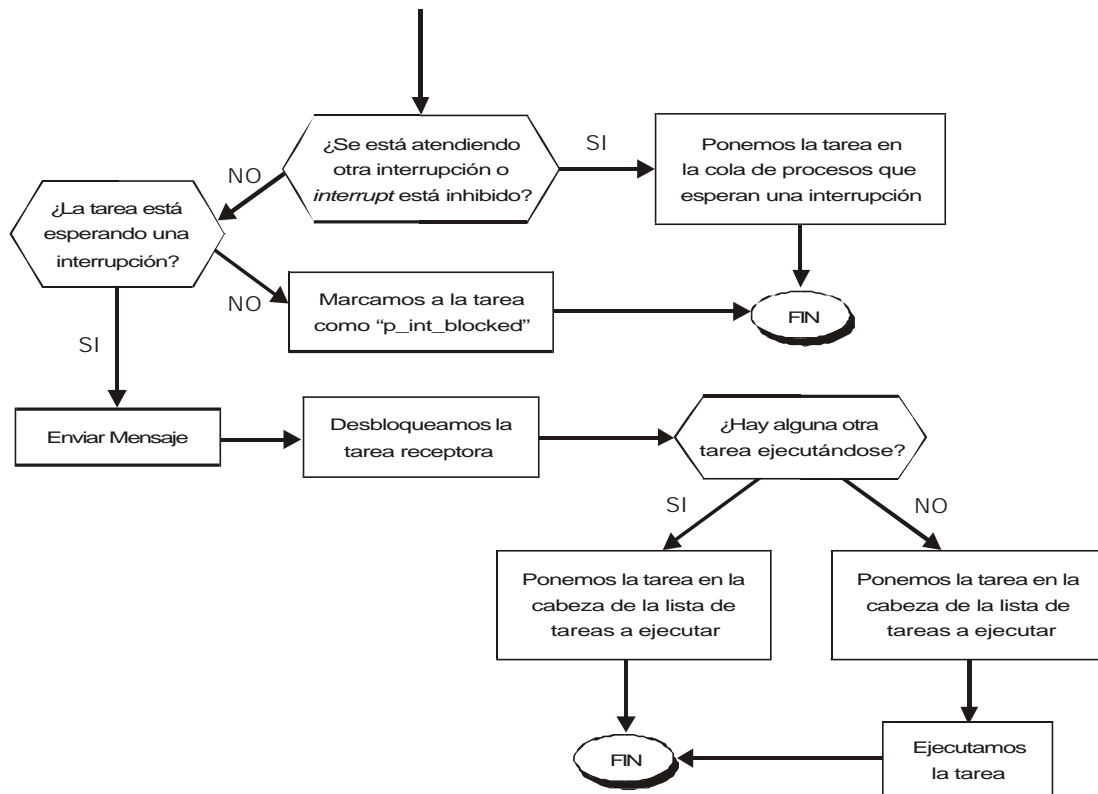 ¿Se está atendiendo
otra interrupción o
interrupt está inhibido?
SI
Ponemos la tarea en
la cola de procesos que
esperan una interrupción
NO
¿La tarea está
esperando una
interrupción?
NO
Marcamos a la tarea
como “p_int_blocked”
FIN
SI
Enviar Mensaje
Desbloqueamos la
tarea receptora
¿Hay alguna otra
tarea ejecutándose?
SI
NO
Ponemos la tarea en la
cabeza de la lista de
tareas a ejecutar
Ponemos la tarea en la
cabeza de la lista de
tareas a ejecutar
FIN
Ejecutamos
la tarea